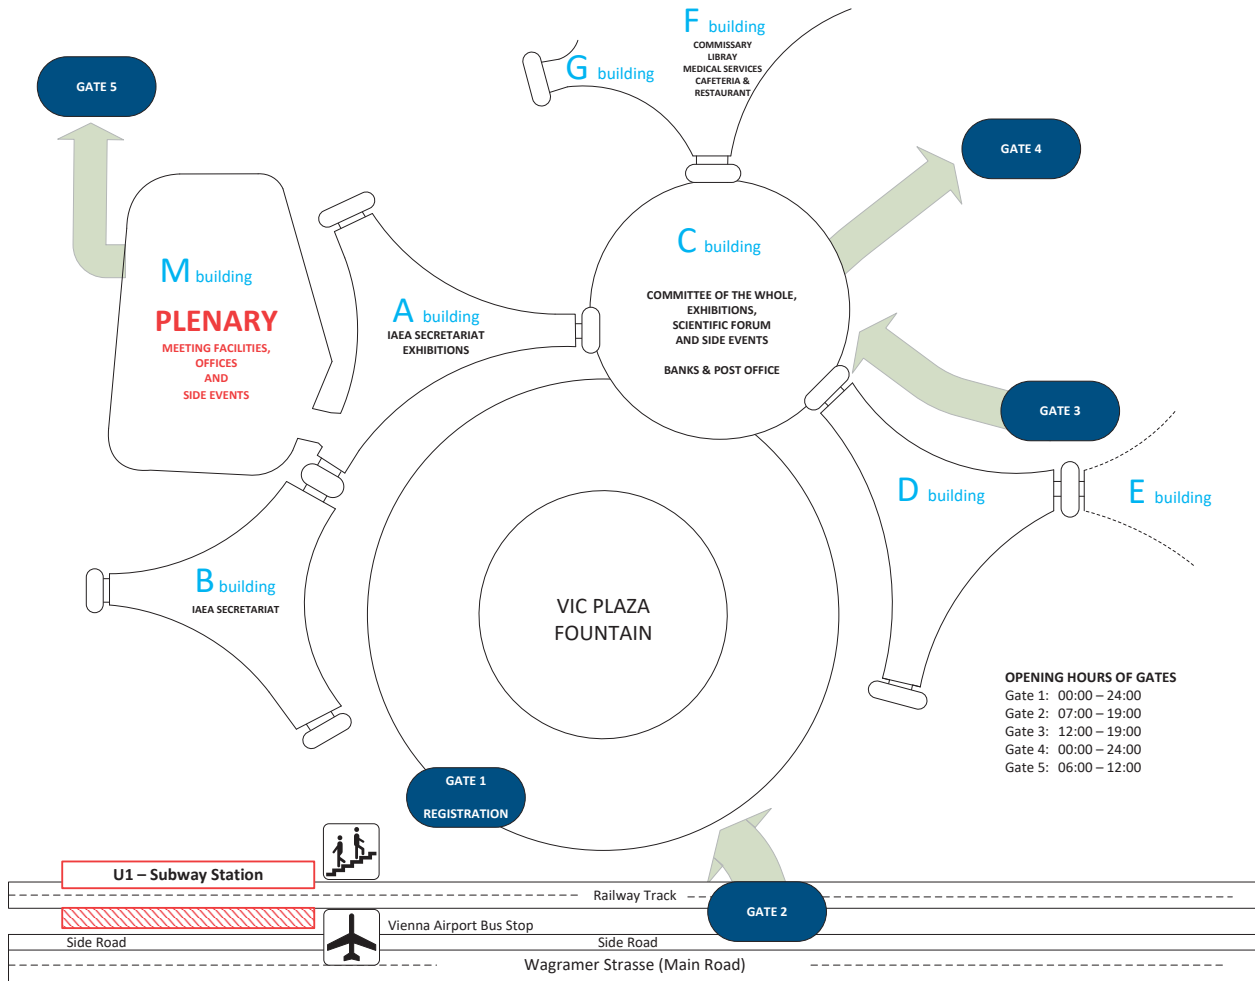 F building
COMMISSARY
LIBRAY
MEDICAL SERVICES
CAFETERIA &
RESTAURANT
G building
GATE 5
GATE 4
C building
COMMITTEE OF THE WHOLE,
EXHIBITIONS,
SCIENTIFIC FORUM
AND SIDE EVENTS
BANKS & POST OFFICE
M building
PLENARY
MEETING FACILITIES,
OFFICES
AND
SIDE EVENTS
A building
IAEA SECRETARIAT
EXHIBITIONS
GATE 3
D building
E building
B building
IAEA SECRETARIAT
VIC PLAZA
FOUNTAIN
OPENING HOURS OF GATES
Gate 1: 00:00 – 24:00
Gate 2: 07:00 – 19:00
Gate 3: 12:00 – 19:00
Gate 4: 00:00 – 24:00
Gate 5: 06:00 – 12:00
GATE 1
REGISTRATION
U1 – Subway Station
Railway Track
GATE 2
Vienna Airport Bus Stop
Side Road
Side Road
Wagramer Strasse (Main Road)